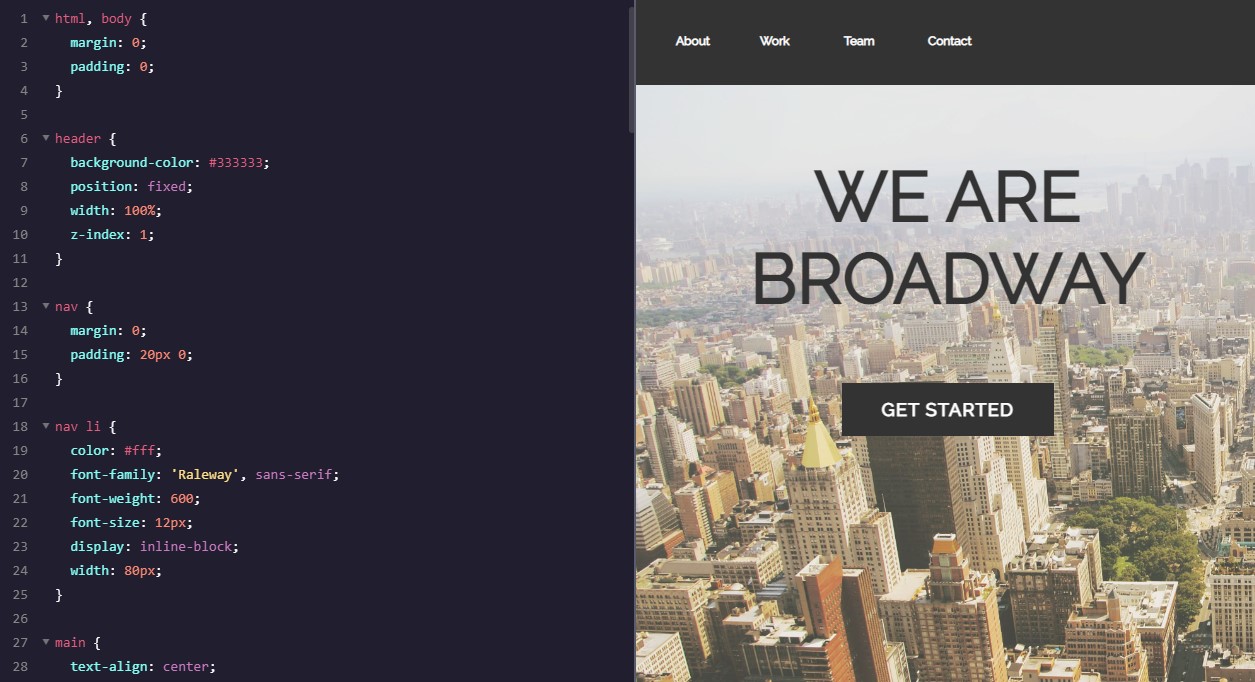 1 html, body {
2 margin: 0;
3 padding: 0;
4 }
5
6 header {
7 background-color: #333333;
8 position: fixed;
9 width: 100%;
10 z-index: 1;
11 }
12
13 nav {
14 margin: 0;
15 padding: 20px 0;
16 }
17
18 nav li {
19 color: #fff;
20 font-family: 'Raleway', sans-serif;
21 font-weight: 600;
22 font-size: 12px;
23 display: inline-block;
24 width: 80px;
25 }
26
27 main {
28 text-align: center;
About Work Team Contact
WE ARE
BROADWAY
GET STARTED